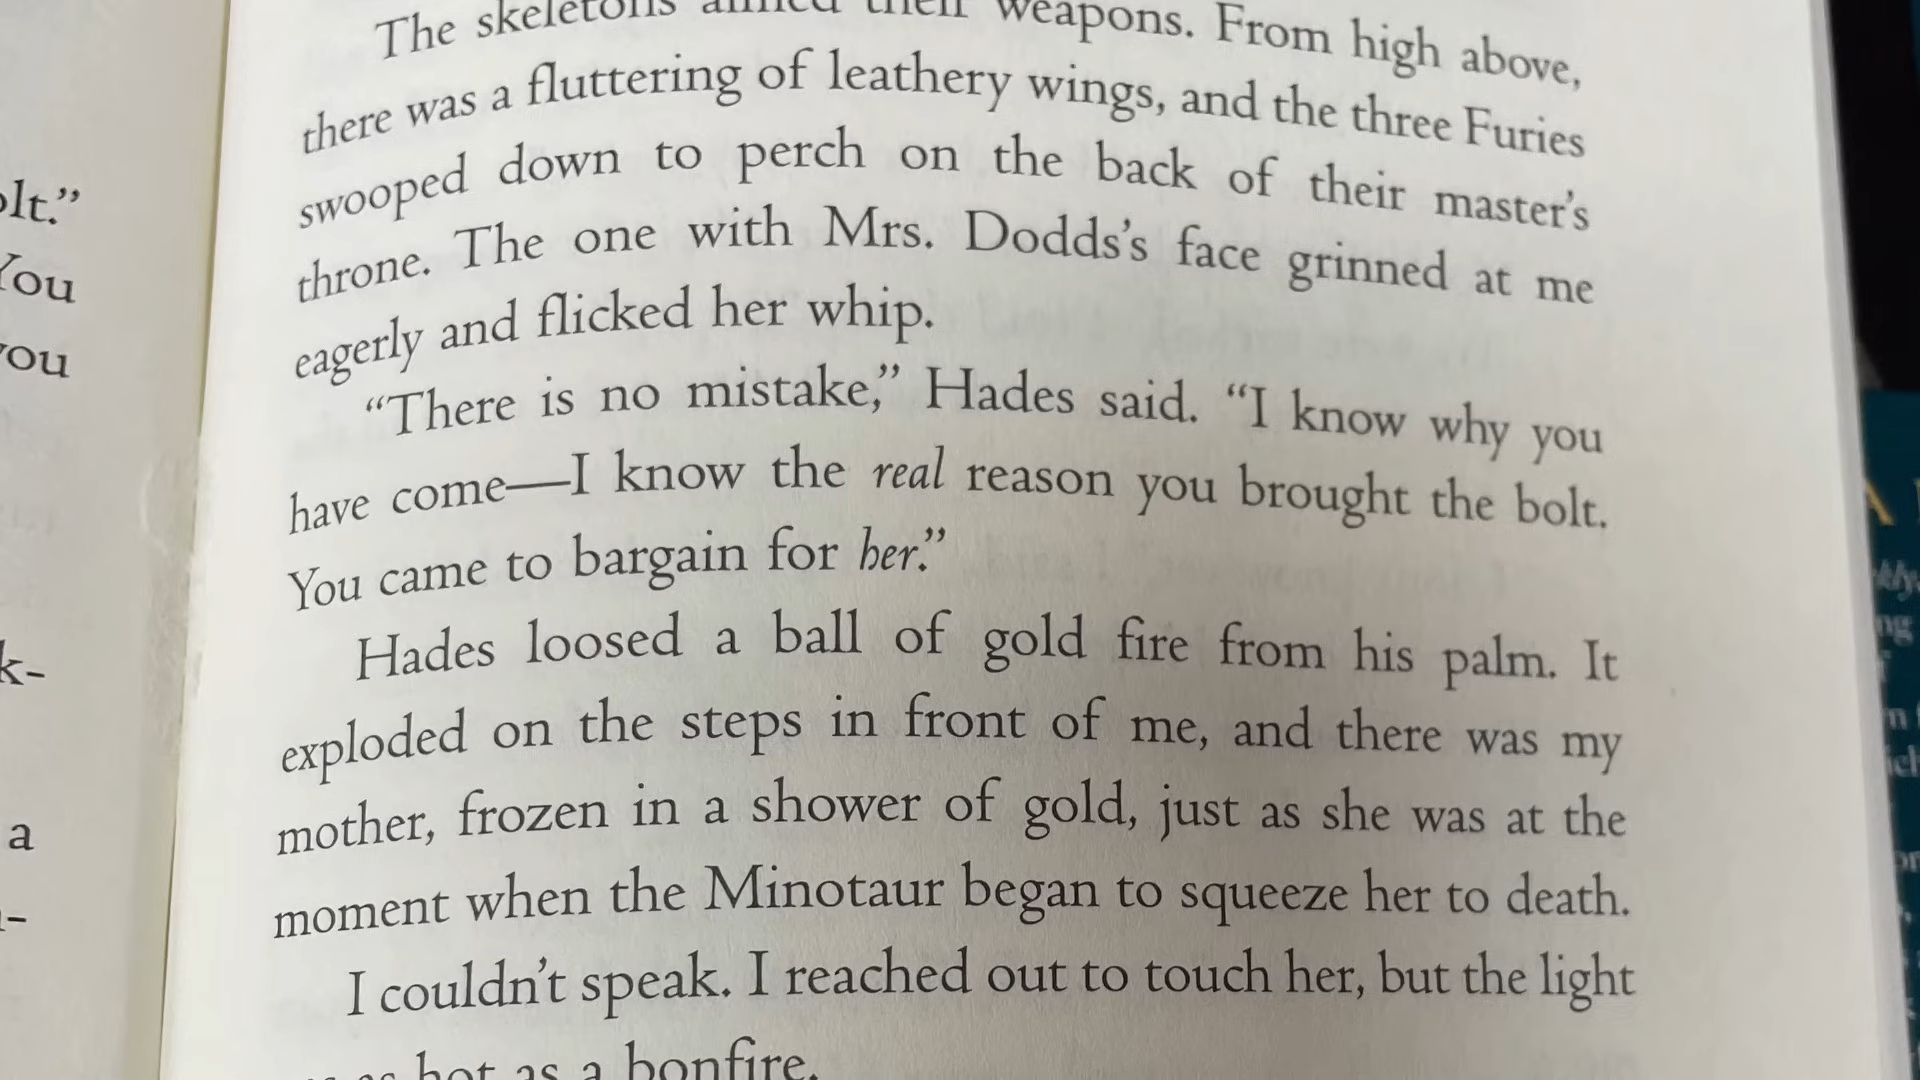 The skeletons aimed their weapons. From high above,
there was a fluttering of leathery wings, and the three Furies
swooped down to perch on the back of their master's
throne. The one with Mrs. Dodds's face grinned at me
eagerly and flicked her whip.
“There is no mistake,” Hades said. “I know why you
have come—I know the real reason you brought the bolt.
You came to bargain for her.”
Hades loosed a ball of gold fire from his palm. It
exploded on the steps in front of me, and there was my
mother, frozen in a shower of gold, just as she was at the
moment when the Minotaur began to squeeze her to death.
I couldn't speak. I reached out to touch her, but the light
hot as a bonfire.